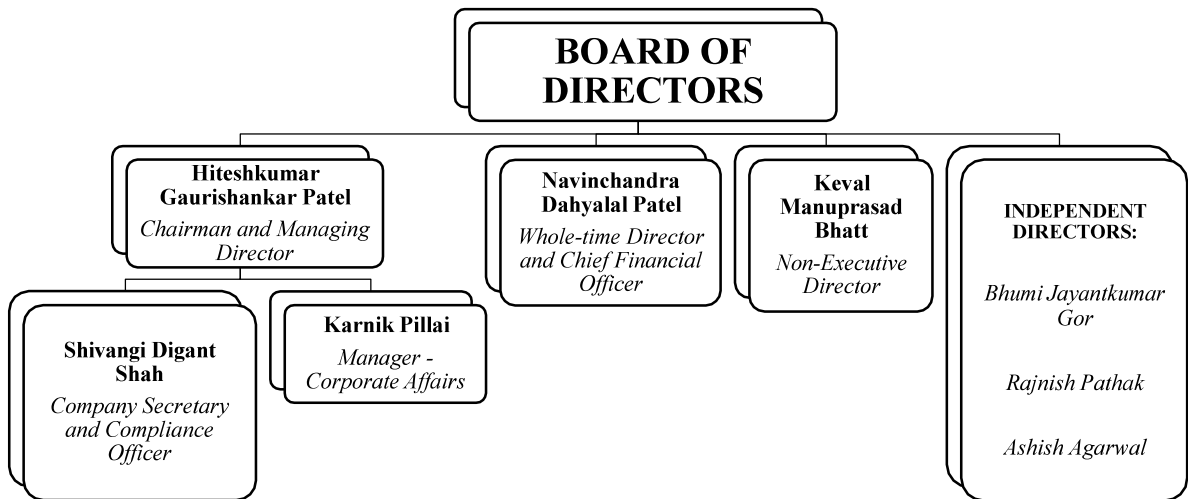 BOARD OF
DIRECTORS
Hiteshkumar
Gaurishankar Patel
Chairman and Managing
Director
Navinchandra
Dahyalal Patel
Whole-time Director
and Chief Financial
Officer
Keval
Manuprasad
Bhatt
Non-Executive
Director
INDEPENDENT
DIRECTORS:
Bhumi Jayantkumar
Gor
Rajnish Pathak
Ashish Agarwal
Shivangi Digant
Shah
Company Secretary
and Compliance
Officer
Karnik Pillai
Manager -
Corporate Affairs